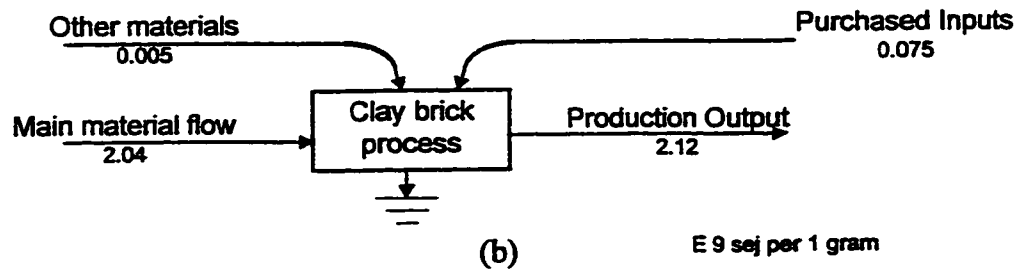 Other materials
0.005
Purchased Inputs
0.075
Main material flow
2.04
Clay brick
process
Production Output
2.12
(b)
E 9 sej per 1 gram